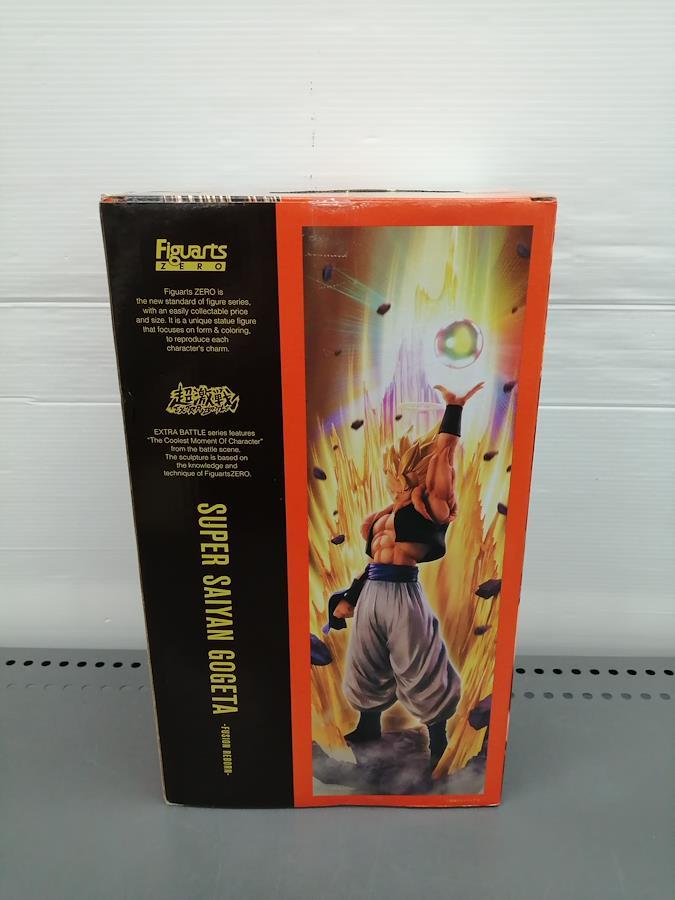 Figuarts
ZERO
Figuarts ZERO is
the new standard of figure series,
with an easily collectable price
and size. It is a unique statue figure
that focuses on form & coloring,
to reproduce each
character's charm.
超激戦
EXTRA BATTLE
EXTRA BATTLE series features
"The Coolest Moment Of Character"
from the battle scene.
The sculpture is based on
the knowledge and
technique of FiguartsZERO.
SUPER SAIYAN GOGETA
-FUSION REBORN-